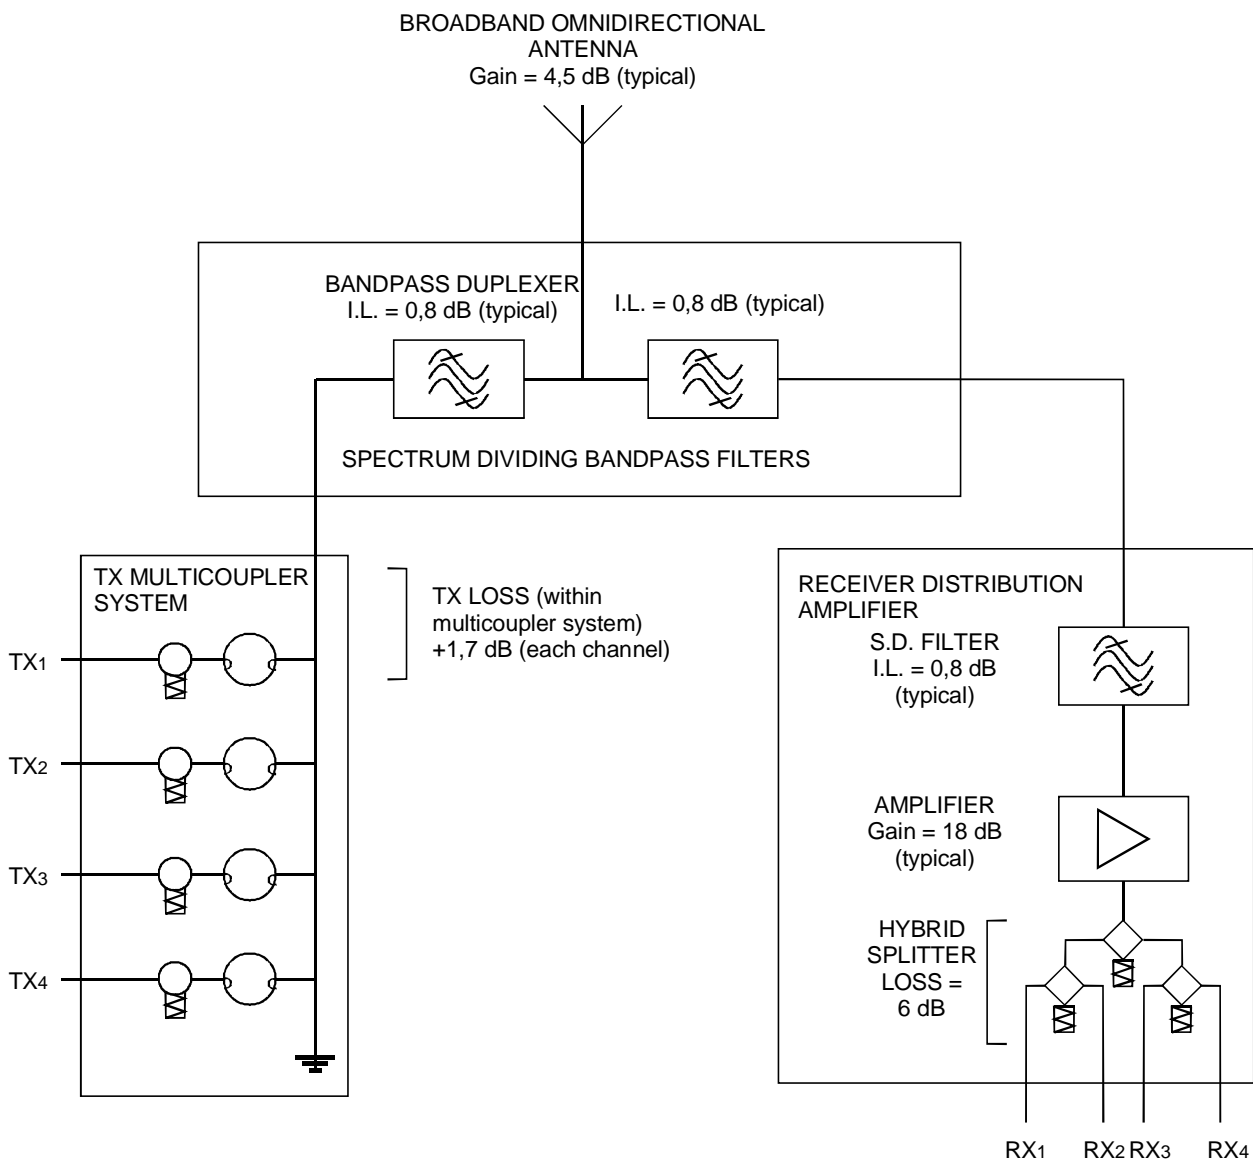 BROADBAND OMNIDIRECTIONAL
ANTENNA
Gain = 4,5 dB (typical)
BANDPASS DUPLEXER
I.L. = 0,8 dB (typical)
I.L. = 0,8 dB (typical)
SPECTRUM DIVIDING BANDPASS FILTERS
TX MULTICOUPLER
SYSTEM
TX LOSS (within
multicoupler system)
+1,7 dB (each channel)
TX1
TX2
TX3
TX4
RECEIVER DISTRIBUTION
AMPLIFIER
S.D. FILTER
I.L. = 0,8 dB
(typical)
AMPLIFIER
Gain = 18 dB
(typical)
HYBRID
SPLITTER
LOSS =
6 dB
RX1 RX2 RX3 RX4